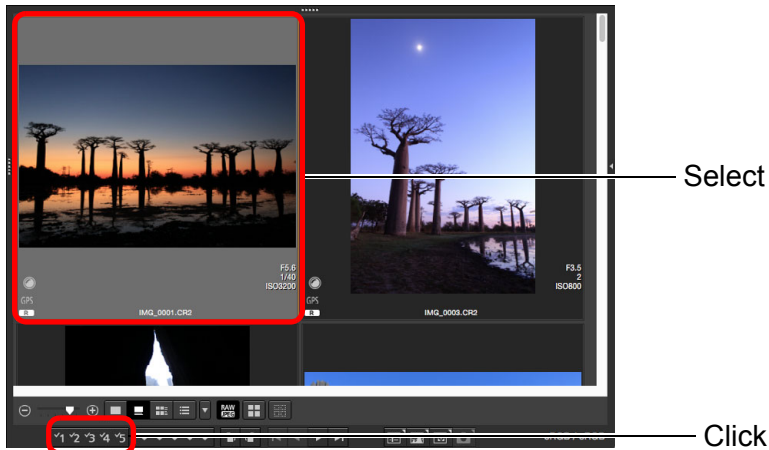 F5.6
1/40
ISO3200
GPS
R
IMG_0001.CR2
F3.5
2
ISO800
GPS
R
IMG_0003.CR2
Select
RAW
JPEG
1 2 3 4 5
Click